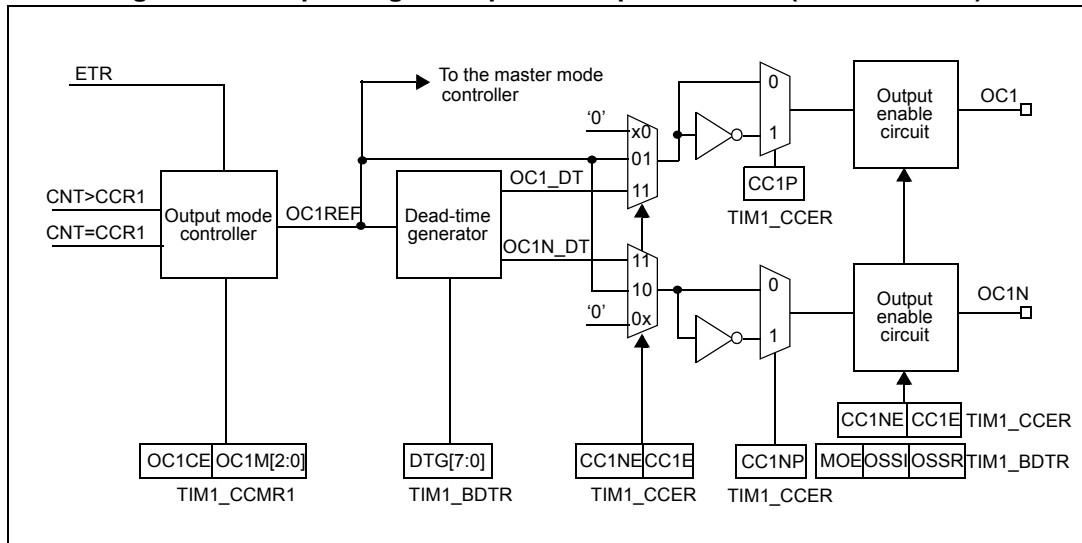 ETR
To the master mode
controller
CNT>CCR1
CNT=CCR1
Output mode
controller
OC1REF
Dead-time
generator
OC1_DT
OC1N_DT
'0'
x0
01
11
11
10
0x
'0'
0
1
CC1P
TIM1_CCER
0
1
Output
enable
circuit
OC1
Output
enable
circuit
OC1N
OC1CE OC1M[2:0]
TIM1_CCMR1
DTG[7:0]
TIM1_BDTR
CC1NE CC1E
TIM1_CCER
CC1NP
TIM1_CCER
CC1NE CC1E TIM1_CCER
MOE OSSI OSSR TIM1_BDTR